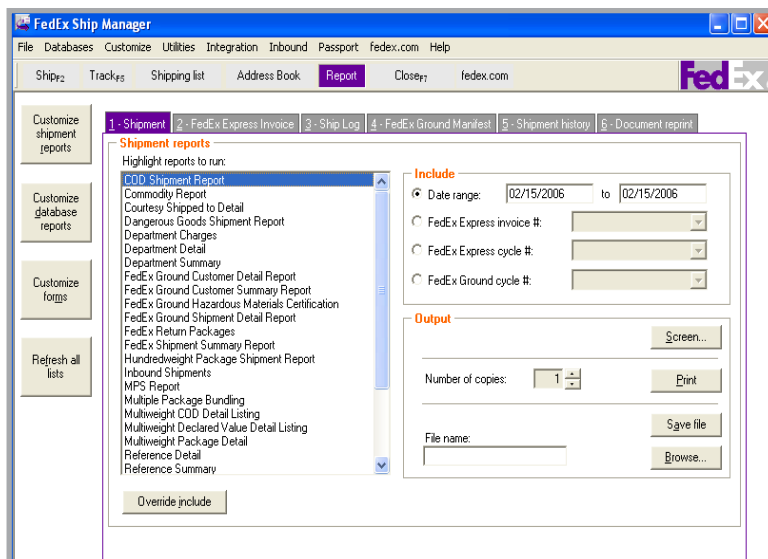 FedEx Ship Manager
File Databases Customize Utilities Integration Inbound Passport fedex.com Help
ShipF2 TrackF5 Shipping list Address Book Report CloseF7 fedex.com FedEx
Customize shipment reports
Customize database reports
Customize forms
Refresh all lists
1 - Shipment 2 - FedEx Express Invoice 3 - Ship Log 4 - FedEx Ground Manifest 5 - Shipment history 6 - Document reprint
Shipment reports
Highlight reports to run:
COD Shipment Report
Commodity Report
Courtesy Shipped to Detail
Dangerous Goods Shipment Report
Department Charges
Department Detail
Department Summary
FedEx Ground Customer Detail Report
FedEx Ground Customer Summary Report
FedEx Ground Hazardous Materials Certification
FedEx Ground Shipment Detail Report
FedEx Return Packages
FedEx Shipment Summary Report
Hundredweight Package Shipment Report
Inbound Shipments
MPS Report
Multiple Package Bundling
Multiweight COD Detail Listing
Multiweight Declared Value Detail Listing
Multiweight Package Detail
Reference Detail
Reference Summary
Override include
Include
Date range: 02/15/2006 to 02/15/2006
FedEx Express invoice #:
FedEx Express cycle #:
FedEx Ground cycle #:
Output
Screen...
Number of copies: 1 Print
Save file
File name:
Browse...